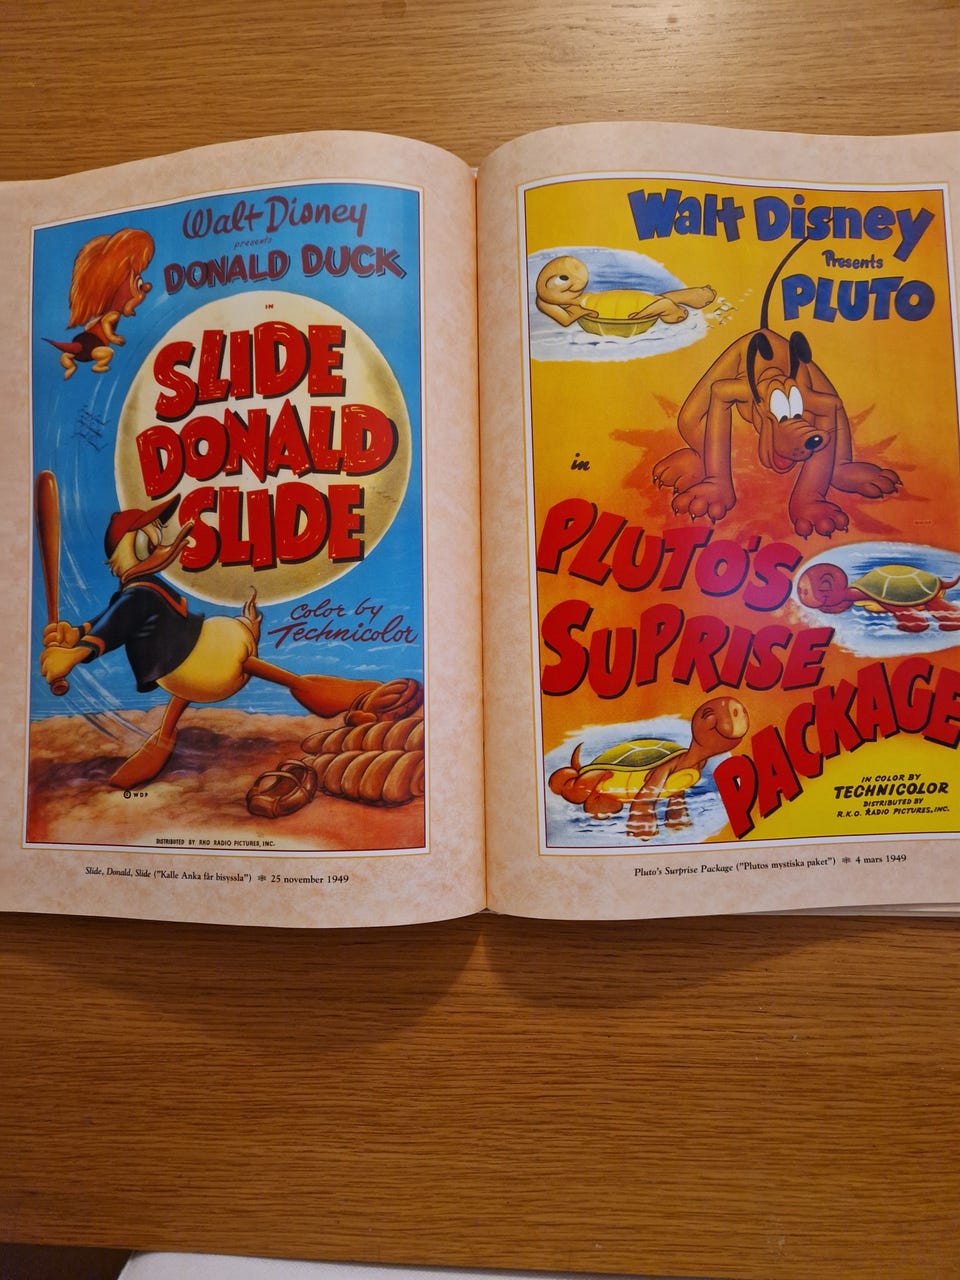 Walt Disney
presents
DONALD DUCK
IN
SLIDE
DONALD
SLIDE
Color by
Technicolor
© WDP
DISTRIBUTED BY RKO RADIO PICTURES, INC.
Slide, Donald, Slide ("Kalle Anka får bisyssla") ❄ 25 november 1949
Walt Disney
Presents
PLUTO
in
PLUTO'S
SUPRISE
PACKAGE
IN COLOR BY
TECHNICOLOR
DISTRIBUTED BY
R.K.O. RADIO PICTURES, INC.
Pluto's Surprise Package ("Plutos mystiska paket") ❄ 4 mars 1949